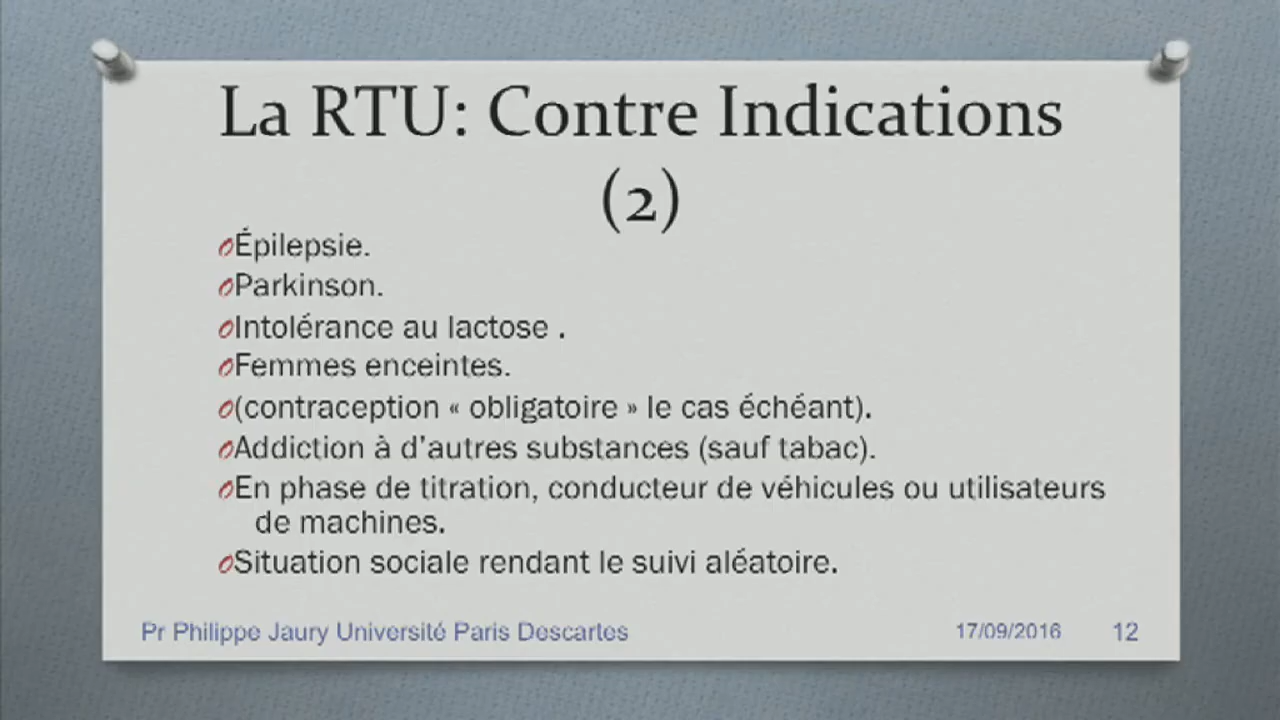 La RTU: Contre Indications
(2)
Épilepsie.
Parkinson.
Intolérance au lactose .
Femmes enceintes.
(contraception « obligatoire » le cas échéant).
Addiction à d'autres substances (sauf tabac).
En phase de titration, conducteur de véhicules ou utilisateurs
de machines.
Situation sociale rendant le suivi aléatoire.
Pr Philippe Jaury Université Paris Descartes 17/09/2016 12